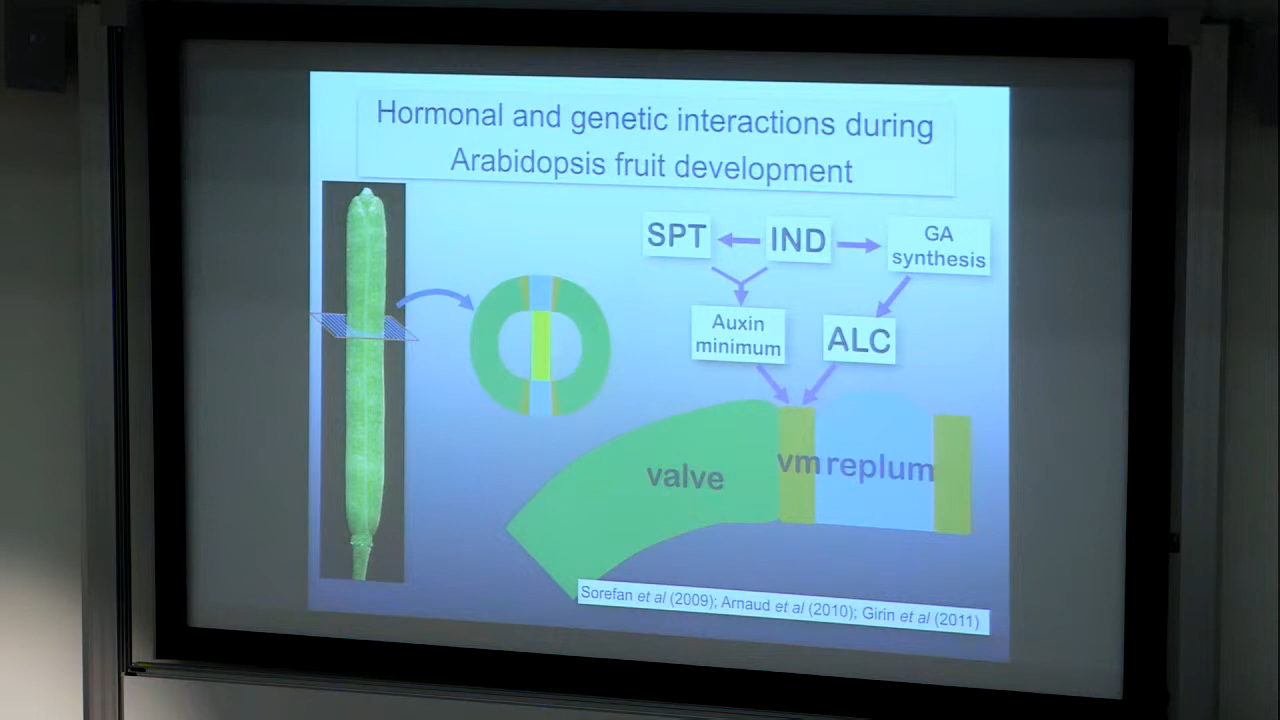 Hormonal and genetic interactions during
Arabidopsis fruit development
SPT
IND
GA
synthesis
Auxin
minimum
ALC
valve
vm
replum
Sorefan et al (2009); Arnaud et al (2010); Girin et al (2011)